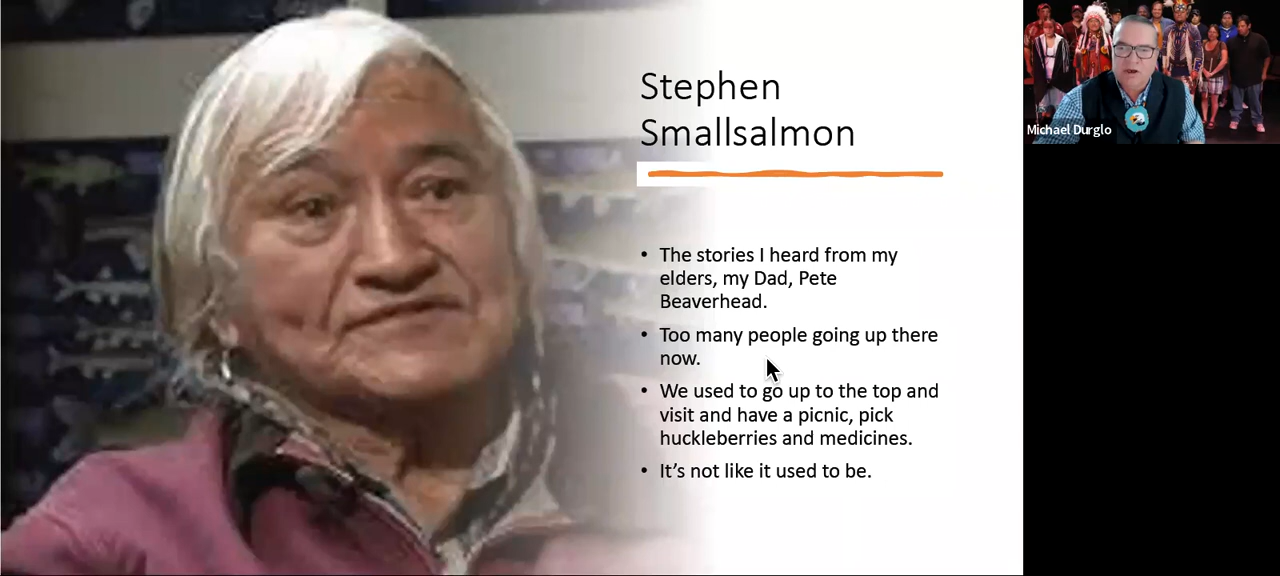 Stephen
Smallsalmon
• The stories I heard from my
elders, my Dad, Pete
Beaverhead.
• Too many people going up there
now.
• We used to go up to the top and
visit and have a picnic, pick
huckleberries and medicines.
• It’s not like it used to be.
Michael Durglo